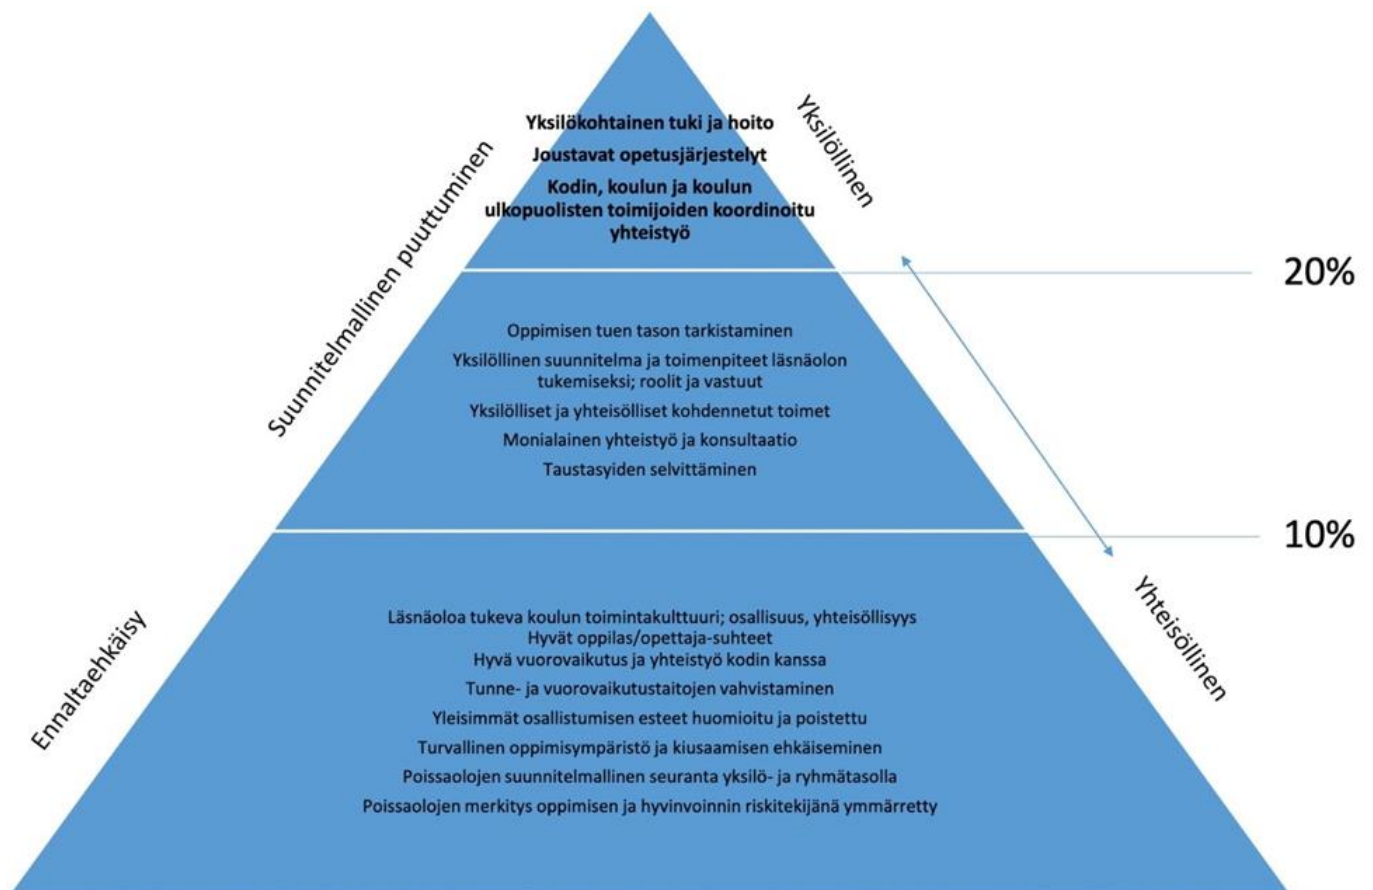 Yksilökohtainen tuki ja hoito
Joustavat opetusjärjestelyt
Kodin, koulun ja koulun
ulkopuolisten toimijoiden koordinoitu
yhteistyö
Suunnitelmallinen puuttuminen
Yksilöllinen
20%
Oppimisen tuen tason tarkistaminen
Yksilöllinen suunnitelma ja toimenpiteet läsnäolon
tukemiseksi; roolit ja vastuut
Yksilölliset ja yhteisölliset kohdennetut toimet
Monialainen yhteistyö ja konsultaatio
Taustasyiden selvittäminen
10%
Ennaltaehkäisy
Yhteisöllinen
Läsnäoloa tukeva koulun toimintakulttuuri; osallisuus, yhteisöllisyys
Hyvät oppilas/opettaja-suhteet
Hyvä vuorovaikutus ja yhteistyö kodin kanssa
Tunne- ja vuorovaikutustaitojen vahvistaminen
Yleisimmät osallistumisen esteet huomioitu ja poistettu
Turvallinen oppimisympäristö ja kiusaamisen ehkäiseminen
Poissaolojen suunnitelmallinen seuranta yksilö- ja ryhmätasolla
Poissaolojen merkitys oppimisen ja hyvinvoinnin riskitekijänä ymmärretty